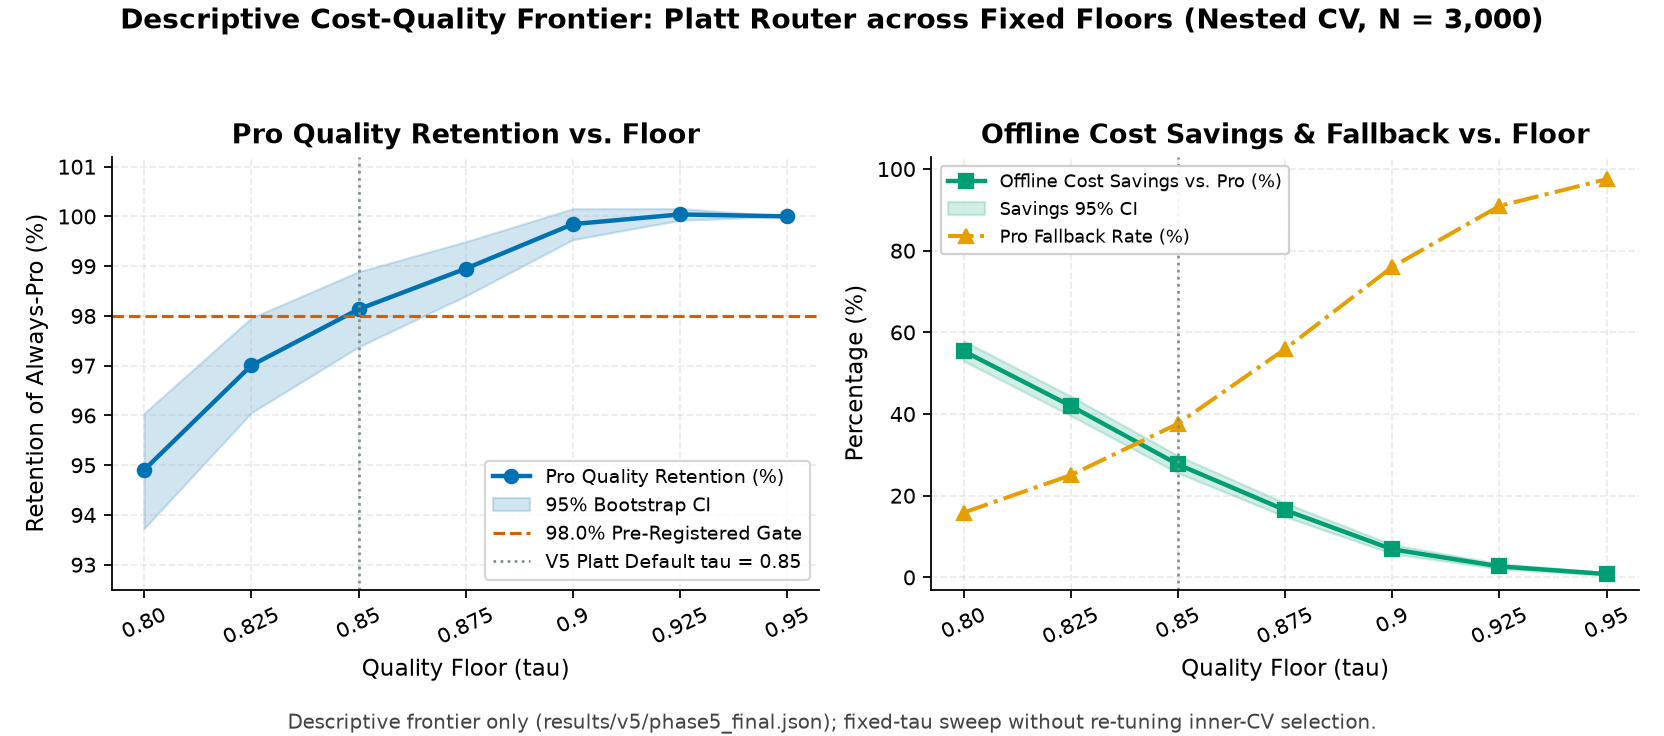 Descriptive Cost-Quality Frontier: Platt Router across Fixed Floors (Nested CV, N = 3,000)
Pro Quality Retention vs. Floor
Retention of Always-Pro (%)
101
100
99
98
97
96
95
94
93
Pro Quality Retention (%)
95% Bootstrap CI
98.0% Pre-Registered Gate
V5 Platt Default tau = 0.85
0.80
0.825
0.85
0.875
0.9
0.925
0.95
Quality Floor (tau)
Offline Cost Savings & Fallback vs. Floor
Percentage (%)
100
80
60
40
20
0
Offline Cost Savings vs. Pro (%)
Savings 95% CI
Pro Fallback Rate (%)
0.80
0.825
0.85
0.875
0.9
0.925
0.95
Quality Floor (tau)
Descriptive frontier only (results/v5/phase5_final.json); fixed-tau sweep without re-tuning inner-CV selection.